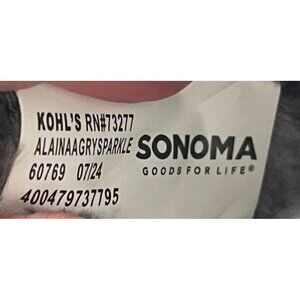 KOHL'S RN#73277
ALAINAAGRYSPARKLE
60769 07/24
400479737795
SONOMA
GOODS FOR LIFE®